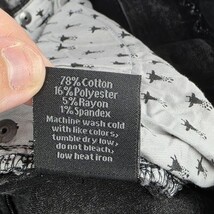 78% Cotton
16% Polyester
5% Rayon
1% Spandex
Machine wash cold
with like colors,
tumble dry low,
do not bleach,
low heat iron